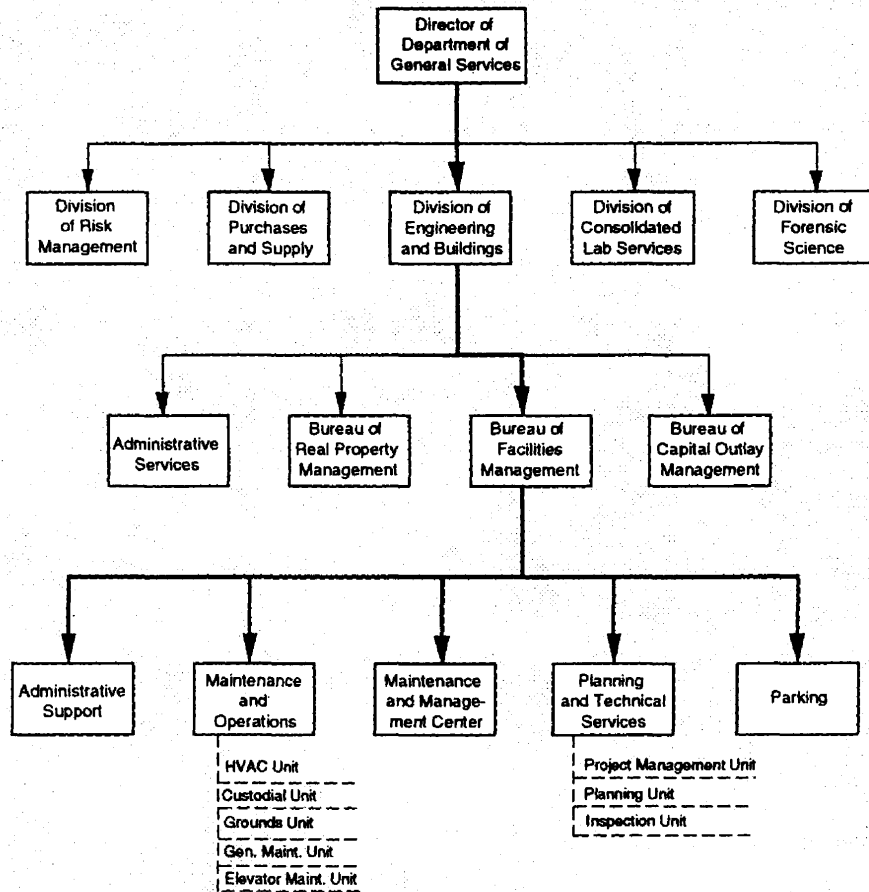 Director of
Department of
General Services
Division
of Risk
Management
Division of
Purchases
and Supply
Division of
Engineering
and Buildings
Division of
Consolidated
Lab Services
Division of
Forensic
Science
Administrative
Services
Bureau of
Real Property
Management
Bureau of
Facilities
Management
Bureau of
Capital Outlay
Management
Administrative
Support
Maintenance
and
Operations
Maintenance
and Manage-
ment Center
Planning
and Technical
Services
Parking
HVAC Unit
Custodial Unit
Grounds Unit
Gen. Maint. Unit
Elevator Maint. Unit
Project Management Unit
Planning Unit
Inspection Unit